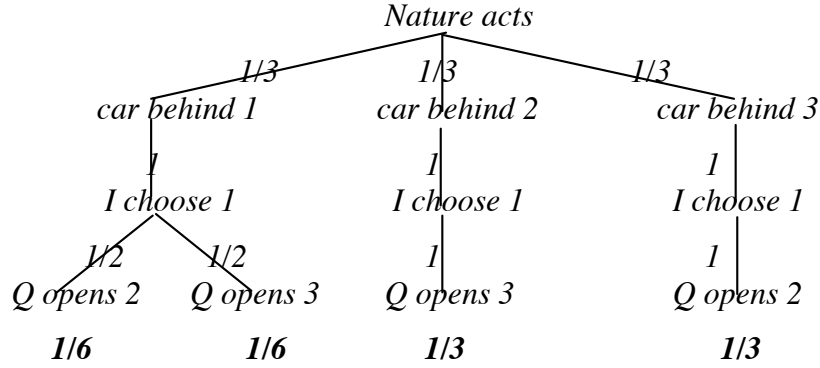 Nature acts
1/3 1/3 1/3
car behind 1 car behind 2 car behind 3
1 1 1
I choose 1 I choose 1 I choose 1
1/2 1/2 1 1
Q opens 2 Q opens 3 Q opens 3 Q opens 2
1/6 1/6 1/3 1/3